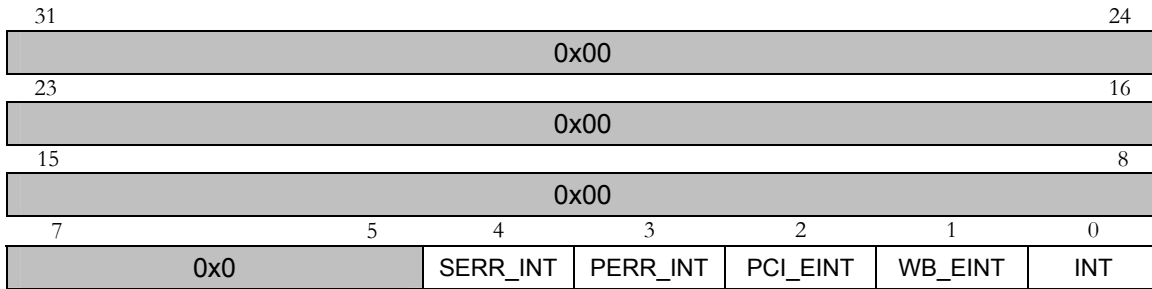 31 24
0x00
23 16
0x00
15 8
0x00
7 5 4 3 2 1 0
0x0 SERR_INT PERR_INT PCI_EINT WB_EINT INT